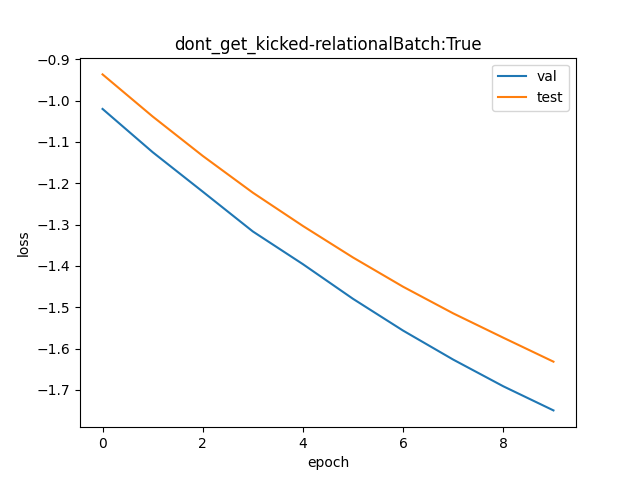 dont_get_kicked-relationalBatch:True
val
test
loss
−0.9
−1.0
−1.1
−1.2
−1.3
−1.4
−1.5
−1.6
−1.7
0 2 4 6 8
epoch